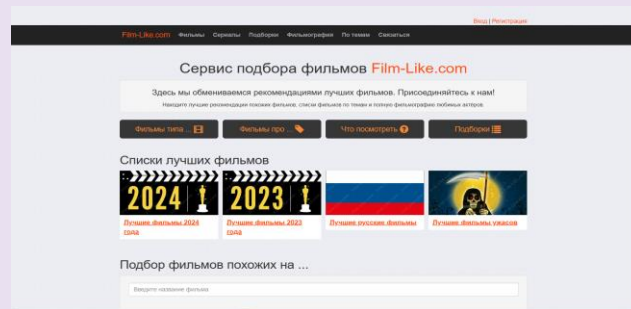 Вход | Регистрация
Film-Like.com Фильмы Сериалы Подборки Фильмография По темам Связаться
Сервис подбора фильмов Film-Like.com
Здесь мы обмениваемся рекомендациями лучших фильмов. Присоединяйтесь к нам!
Находите лучшие рекомендации похожих фильмов, списки фильмов по темам и полную фильмографию любимых актёров.
Фильмы типа ... Фильмы про ... Что посмотреть Подборки
Списки лучших фильмов
2024 2023
Лучшие фильмы 2024 года Лучшие фильмы 2023 года Лучшие русские фильмы Лучшие фильмы ужасов
Подбор фильмов похожих на ...
Введите название фильма